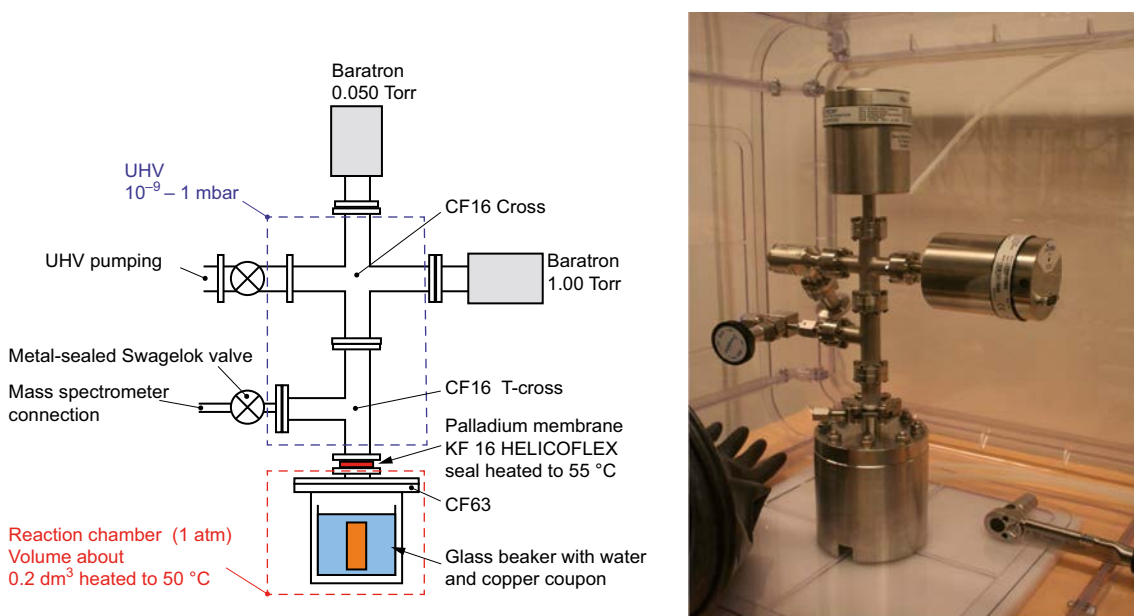 Baratron
0.050 Torr
UHV
10⁻⁹ – 1 mbar
CF16 Cross
UHV pumping
Baratron
1.00 Torr
Metal-sealed Swagelok valve
Mass spectrometer
connection
CF16 T-cross
Palladium membrane
KF 16 HELICOFLEX
seal heated to 55 °C
CF63
Reaction chamber (1 atm)
Volume about
0.2 dm³ heated to 50 °C
Glass beaker with water
and copper coupon